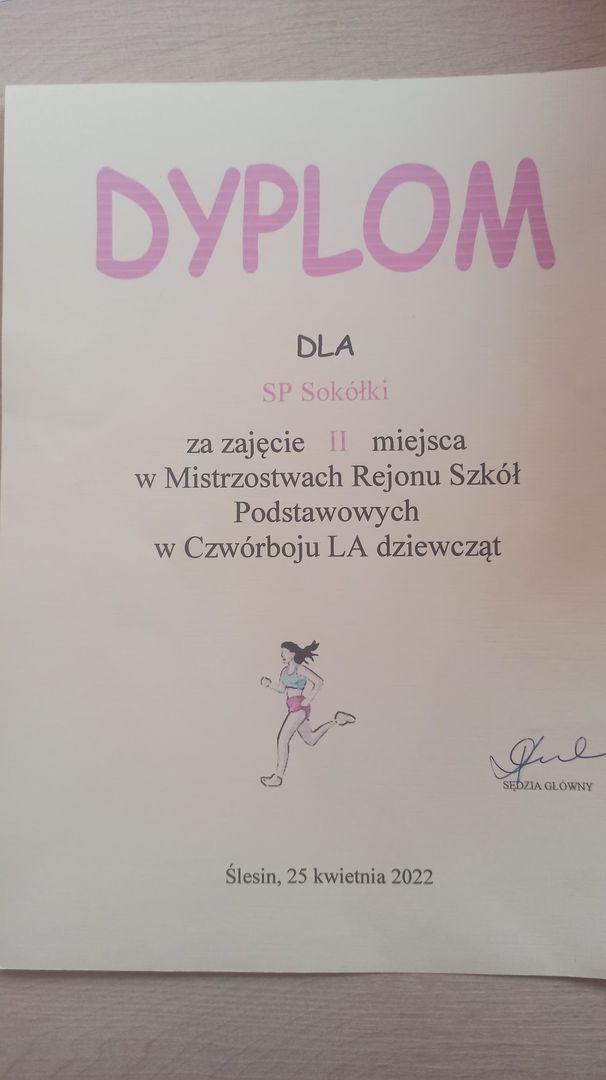 DYPLOM
DLA
SP Sokółki
za zajęcie II miejsca
w Mistrzostwach Rejonu Szkół
Podstawowych
w Czwórboju LA dziewcząt
SĘDZIA GŁÓWNY
Ślesin, 25 kwietnia 2022